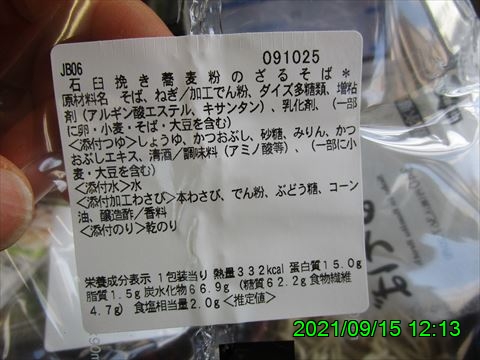 JB06
091025
石臼挽き蕎麦粉のざるそば*
原材料名 そば、ねぎ/加工でん粉、ダイズ多糖類、増粘
剤(アルギン酸エステル、キサンタン)、乳化剤、(一部
に卵・小麦・そば・大豆を含む)
<添付つゆ>しょうゆ、かつおぶし、砂糖、みりん、かつ
おぶしエキス、清酒/調味料(アミノ酸等)、(一部に小
麦・大豆を含む)
<添付水>水
<添付加工わさび>本わさび、でん粉、ぶどう糖、コーン
油、醸造酢/香料
<添付のり>乾のり
栄養成分表示 1包装当り 熱量332kcal 蛋白質15.0g
脂質1.5g 炭水化物66.9g (糖質62.2g 食物繊維
4.7g) 食塩相当量2.0g <推定値>
2021/09/15 12:13